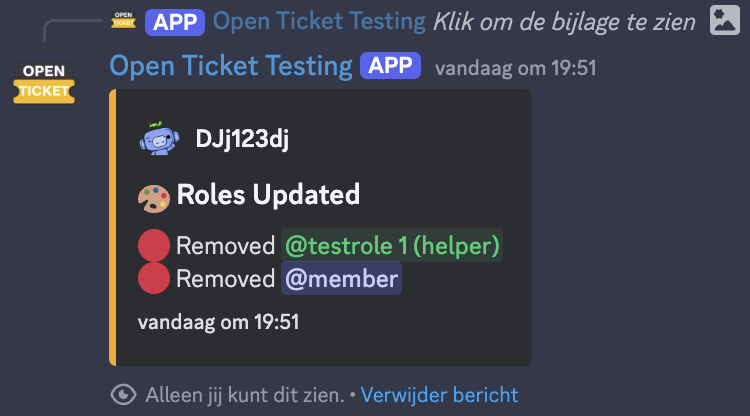 OPEN TICKET APP Open Ticket Testing Klik om de bijlage te zien
OPEN TICKET
Open Ticket Testing APP vandaag om 19:51
DJj123dj
Roles Updated
Removed @testrole 1 (helper)
Removed @member
vandaag om 19:51
Alleen jij kunt dit zien. • Verwijder bericht